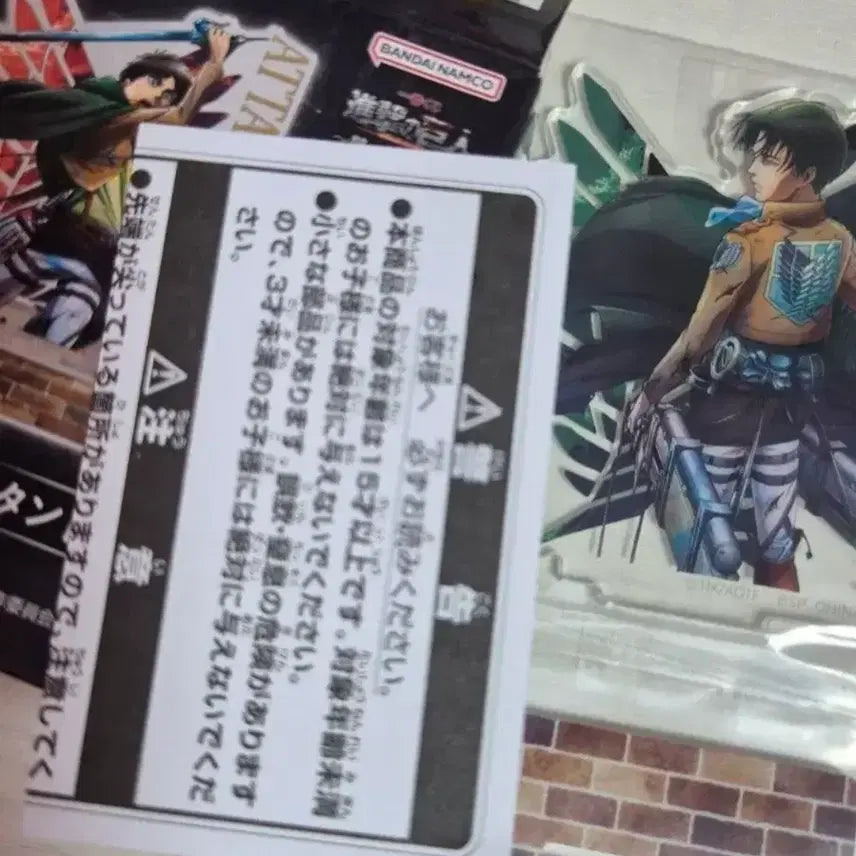 ATTA
BANDAI NAMCO
進撃の巨人
警告
お客様へ 必ずお読みください。
●本商品の対象年齢は15才以上です。対象年齢未満
のお子様には絶対に与えないでください。
●小さな部品があります。誤飲・窒息の危険があります
ので、3才未満のお子様には絶対に与えないでくだ
さい。
注意
●先端が尖っている箇所がありますので、注意してく
タン
委員会